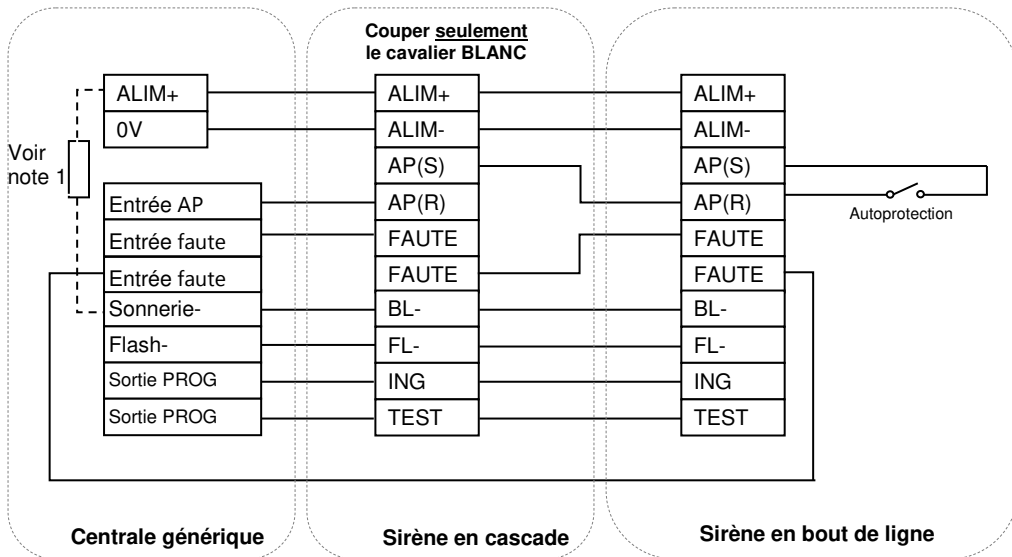 Couper seulement
le cavalier BLANC
Voir
note 1
ALIM+
0V
Entrée AP
Entrée faute
Entrée faute
Sonnerie-
Flash-
Sortie PROG
Sortie PROG
ALIM+
ALIM-
AP(S)
AP(R)
FAUTE
FAUTE
BL-
FL-
ING
TEST
ALIM+
ALIM-
AP(S)
AP(R)
FAUTE
FAUTE
BL-
FL-
ING
TEST
Autoprotection
Centrale générique
Sirène en cascade
Sirène en bout de ligne